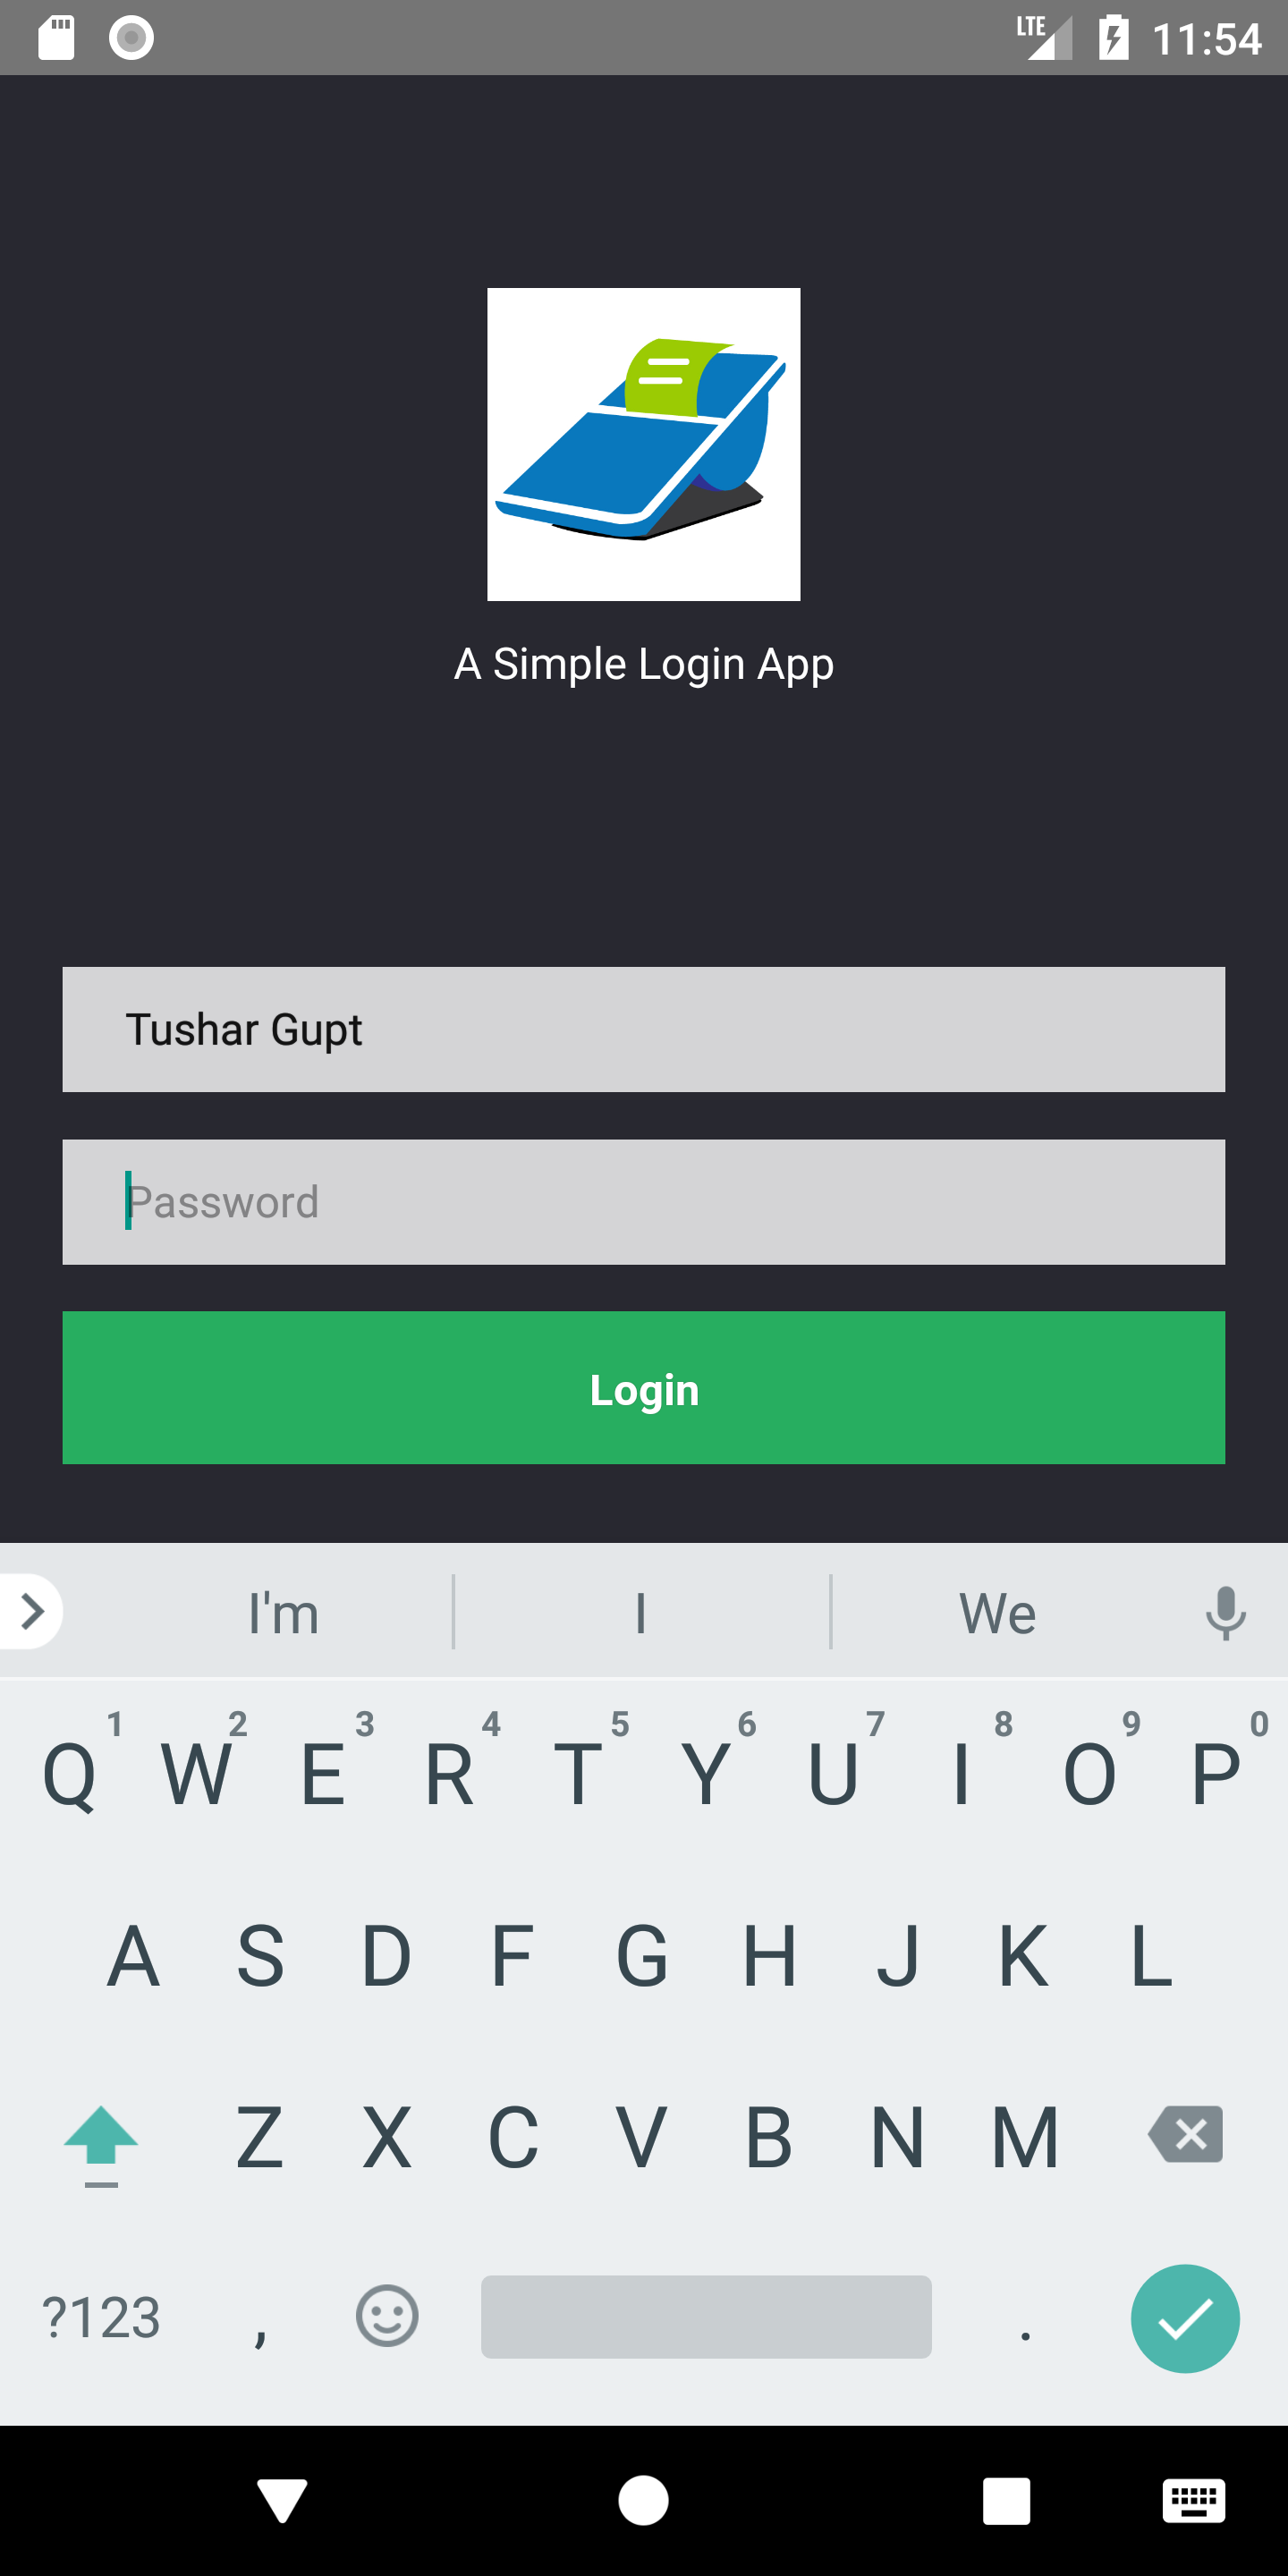 LTE 11:54
A Simple Login App
Tushar Gupt
Password
Login
I'm I We
1 2 3 4 5 6 7 8 9 0
Q W E R T Y U I O P
A S D F G H J K L
Z X C V B N M
?123 , .